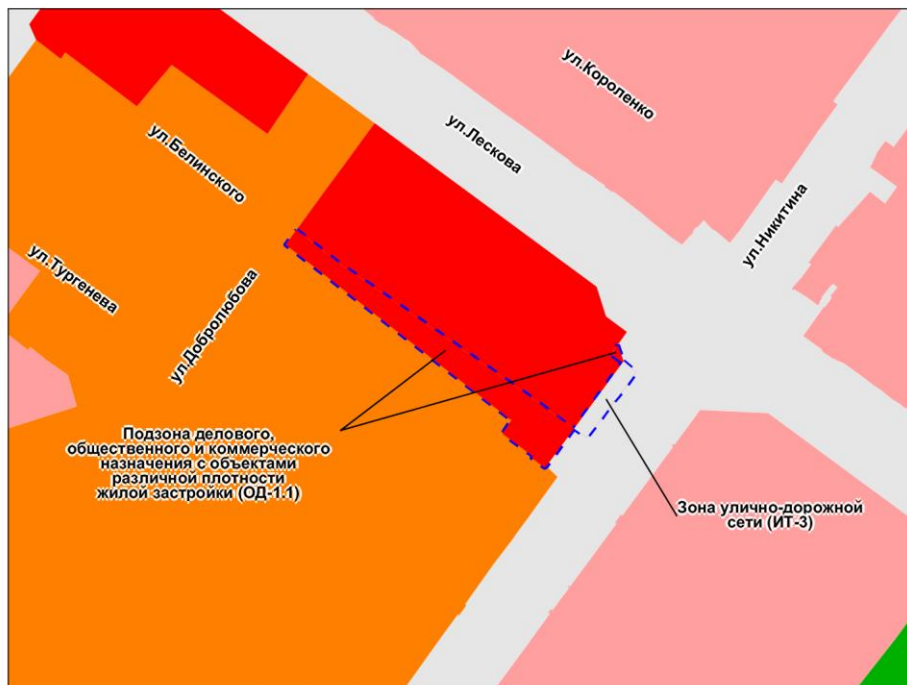 ул.Короленко
ул.Лескова
ул.Белинского
ул.Никитина
ул.Тургенева
ул.Добролюбова
Подзона делового,
общественного и коммерческого
назначения с объектами
различной плотности
жилой застройки (ОД-1.1)
Зона улично-дорожной
сети (ИТ-3)